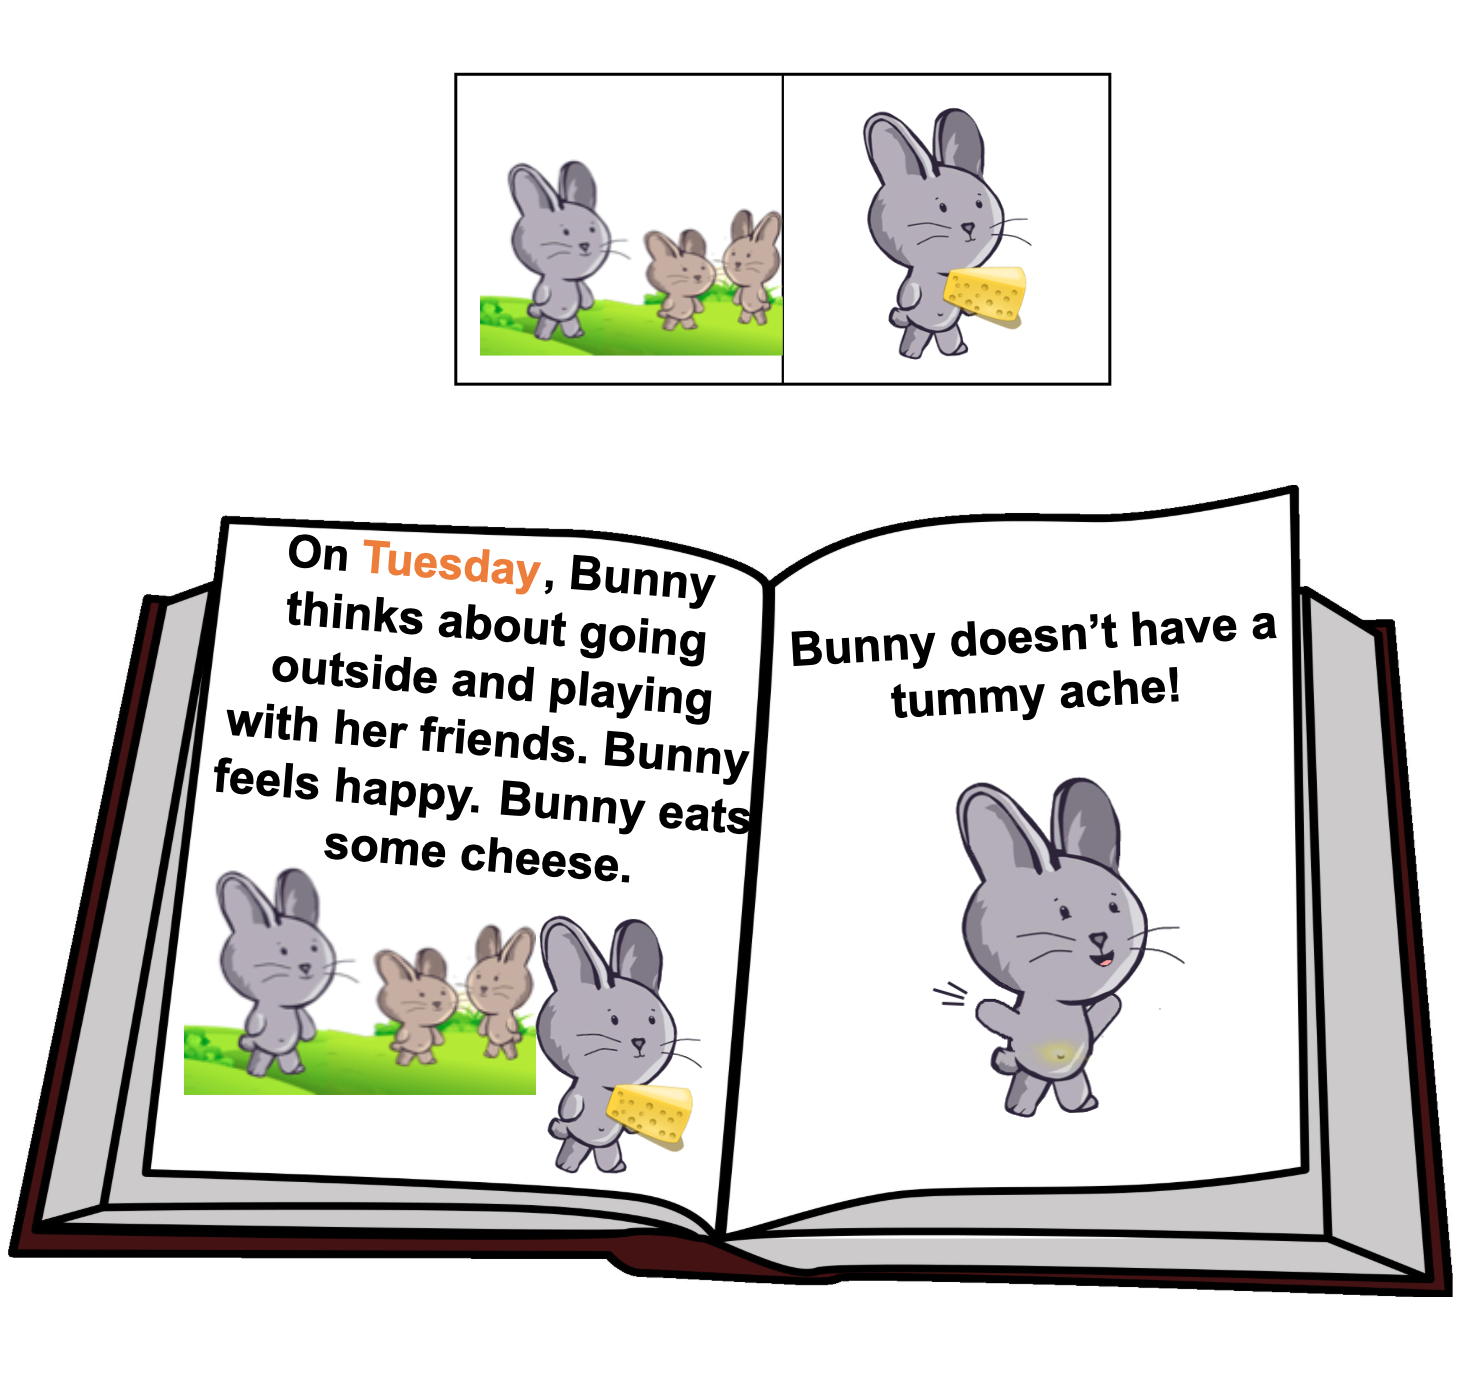 On Tuesday, Bunny
thinks about going
outside and playing
with her friends. Bunny
feels happy. Bunny eats
some cheese.
Bunny doesn’t have a
tummy ache!